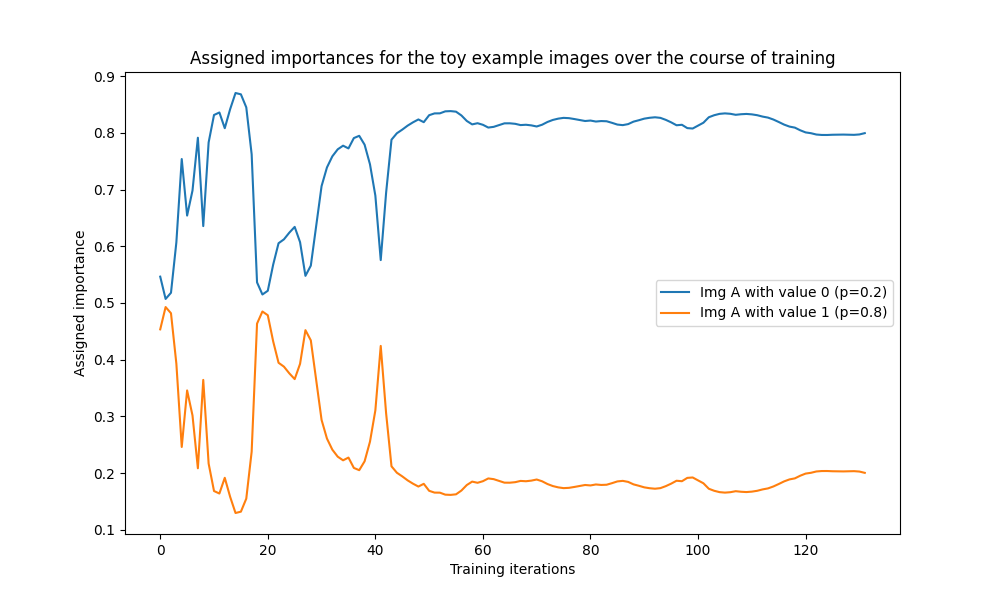 Assigned importances for the toy example images over the course of training
Assigned importance
0.9
0.8
0.7
0.6
0.5
0.4
0.3
0.2
0.1
Img A with value 0 (p=0.2)
Img A with value 1 (p=0.8)
0 20 40 60 80 100 120
Training iterations